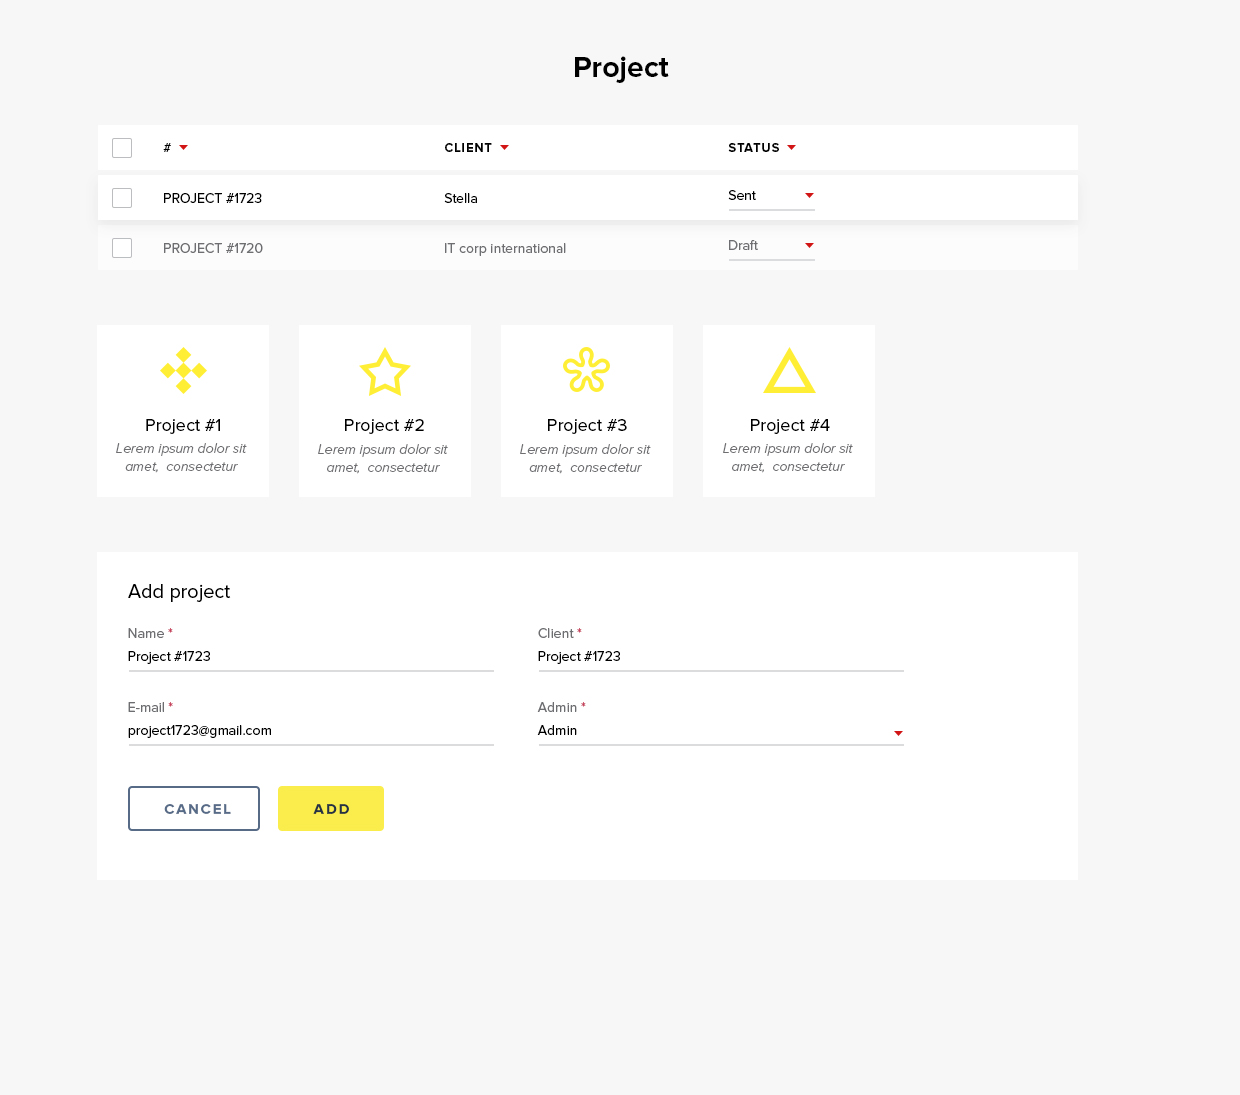 Project
# CLIENT STATUS
PROJECT #1723 Stella Sent
PROJECT #1720 IT corp international Draft
Project #1 Project #2 Project #3 Project #4
Lerem ipsum dolor sit Lerem ipsum dolor sit Lerem ipsum dolor sit Lerem ipsum dolor sit
amet, consectetur amet, consectetur amet, consectetur amet, consectetur
Add project
Name * Client *
Project #1723 Project #1723
E-mail * Admin *
project1723@gmail.com Admin
CANCEL ADD